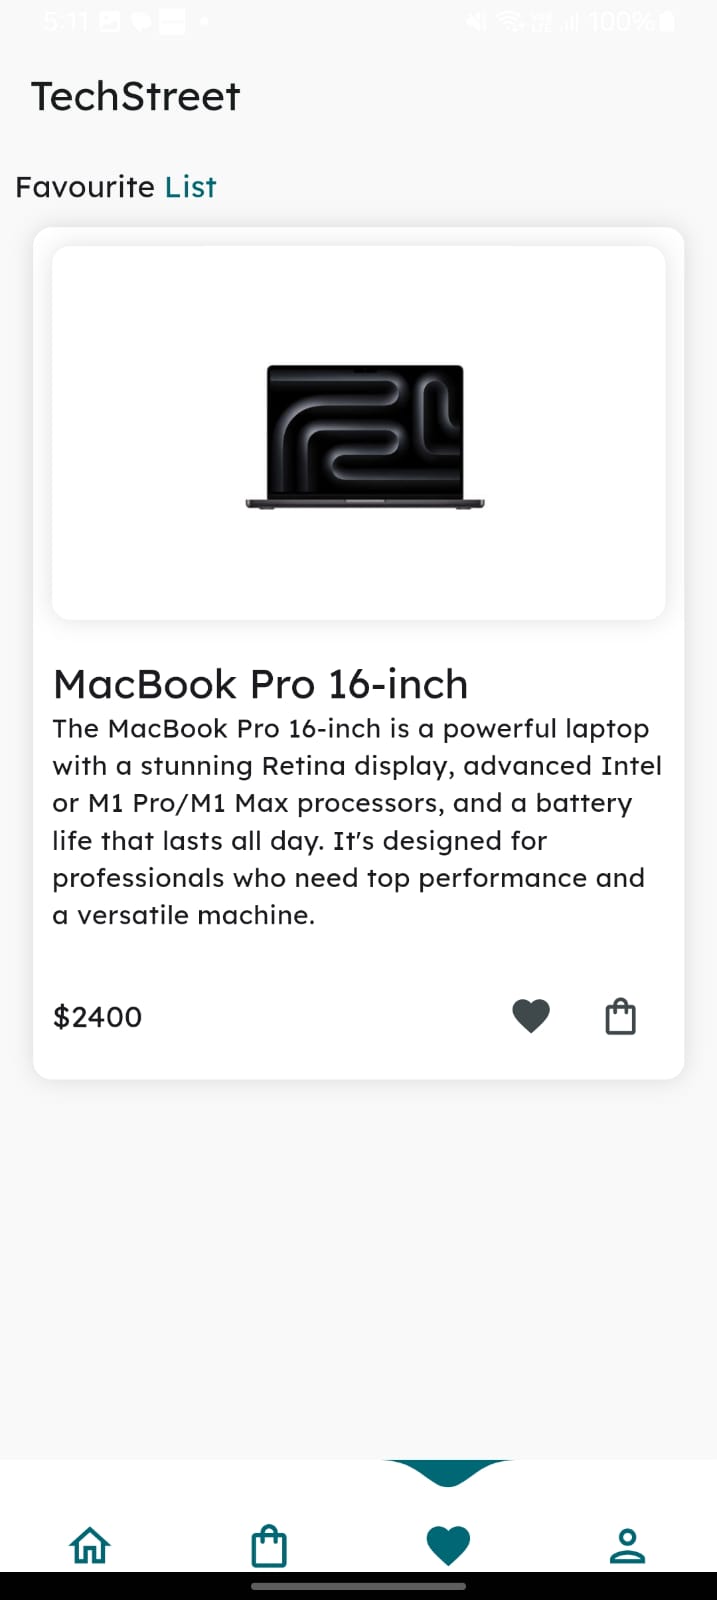 5:11
100%
TechStreet
Favourite List
MacBook Pro 16-inch
The MacBook Pro 16-inch is a powerful laptop
with a stunning Retina display, advanced Intel
or M1 Pro/M1 Max processors, and a battery
life that lasts all day. It's designed for
professionals who need top performance and
a versatile machine.
$2400